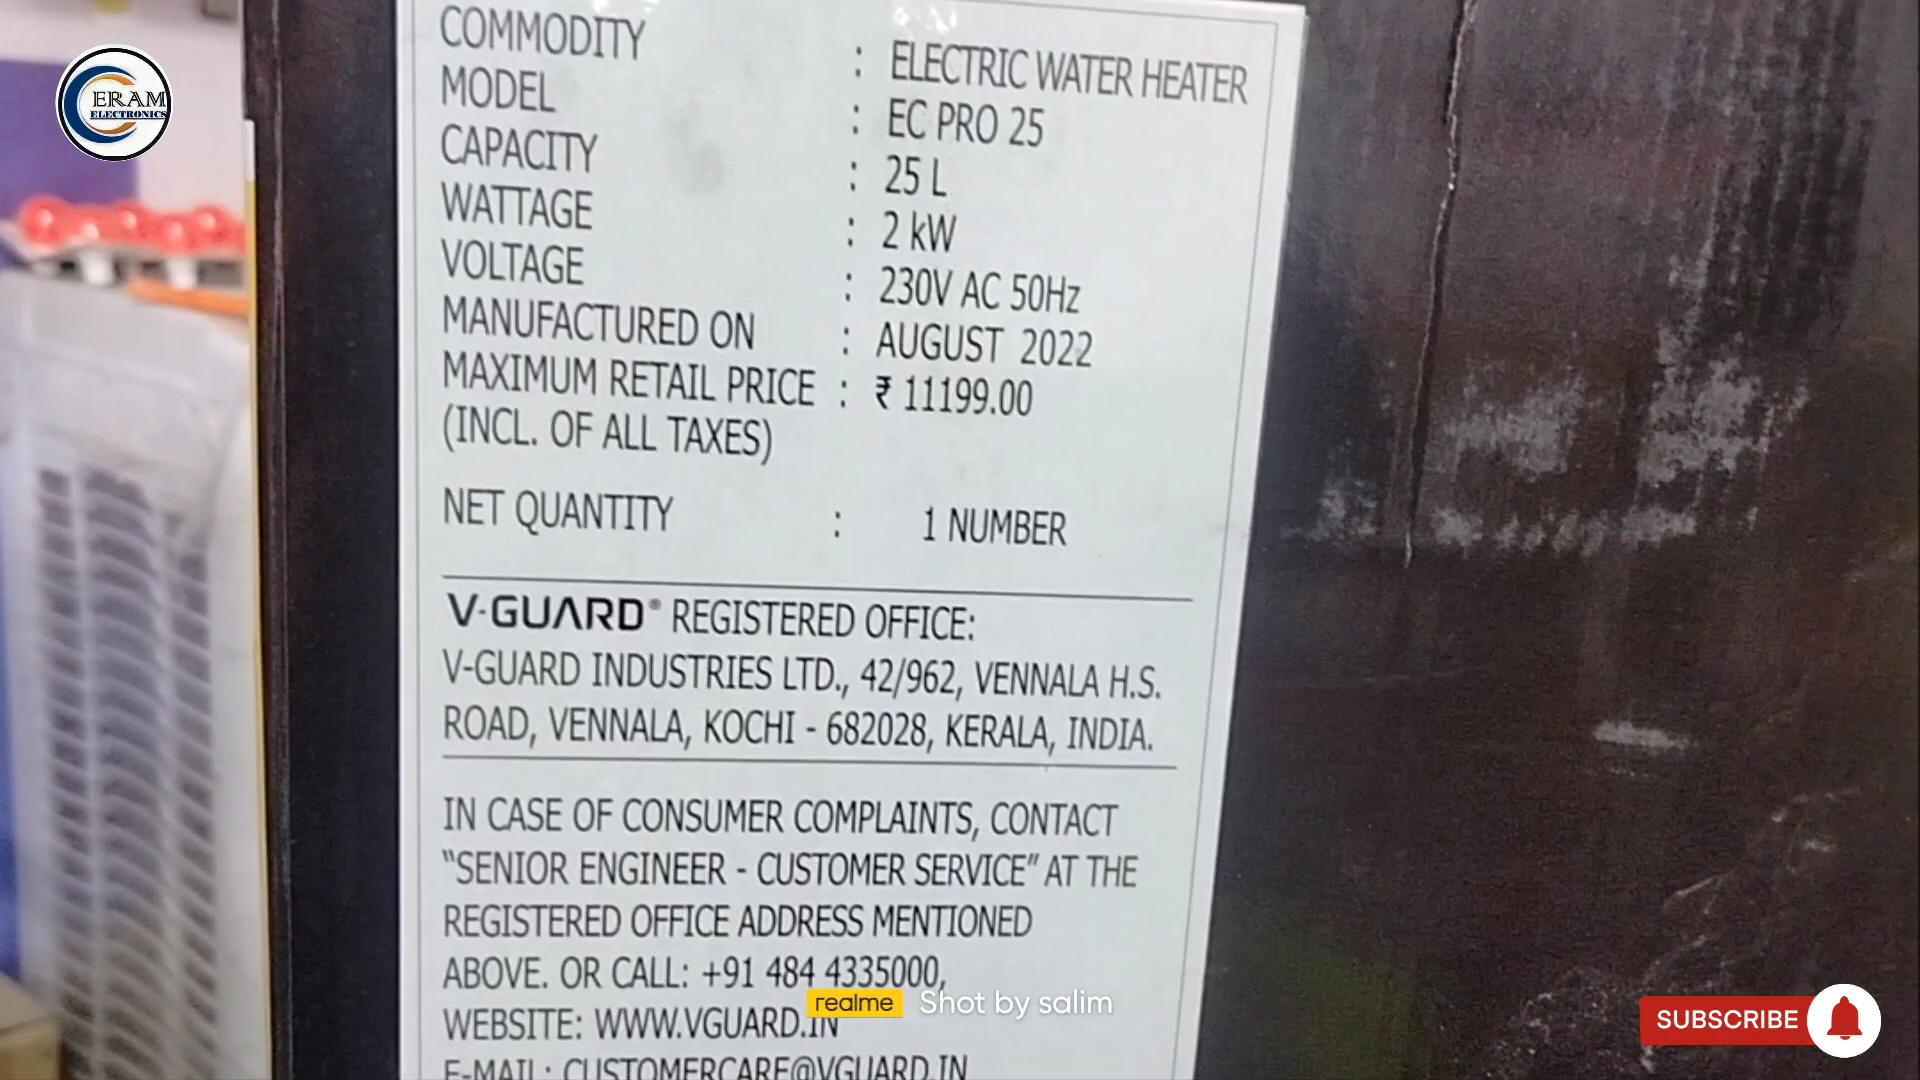 ERAM
ELECTRONICS
COMMODITY : ELECTRIC WATER HEATER
MODEL : EC PRO 25
CAPACITY : 25 L
WATTAGE : 2 kW
VOLTAGE : 230V AC 50Hz
MANUFACTURED ON : AUGUST 2022
MAXIMUM RETAIL PRICE : ₹ 11199.00
(INCL. OF ALL TAXES)
NET QUANTITY : 1 NUMBER
V-GUARD® REGISTERED OFFICE:
V-GUARD INDUSTRIES LTD., 42/962, VENNALA H.S.
ROAD, VENNALA, KOCHI - 682028, KERALA, INDIA.
IN CASE OF CONSUMER COMPLAINTS, CONTACT
“SENIOR ENGINEER - CUSTOMER SERVICE” AT THE
REGISTERED OFFICE ADDRESS MENTIONED
ABOVE. OR CALL: +91 484 4335000,
WEBSITE: WWW.VGUARD.IN
E-MAIL: CUSTOMERCARE@VGUARD.IN
realme Shot by salim
SUBSCRIBE